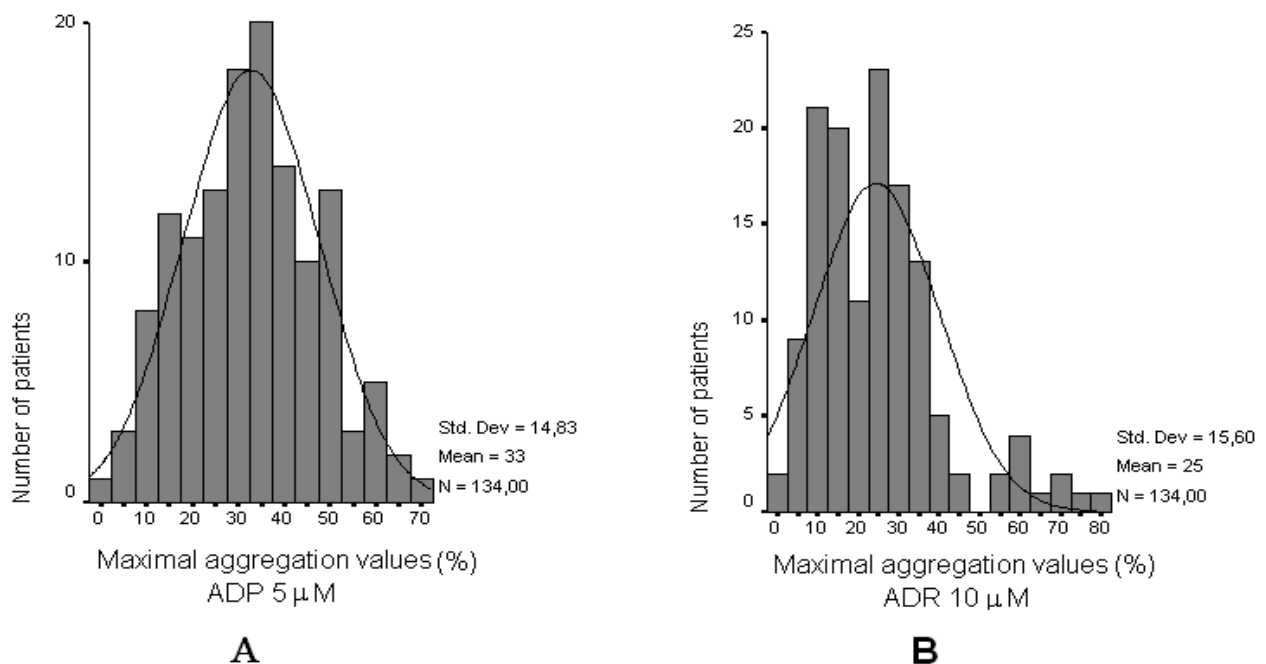 20
10
0
Number of patients
Std. Dev = 14,83
Mean = 33
N = 134,00
0 10 20 30 40 50 60 70
Maximal aggregation values (%)
ADP 5 μM
A
25
20
15
10
5
0
Number of patients
Std. Dev = 15,60
Mean = 25
N = 134,00
0 10 20 30 40 50 60 70 80
Maximal aggregation values (%)
ADR 10 μM
B